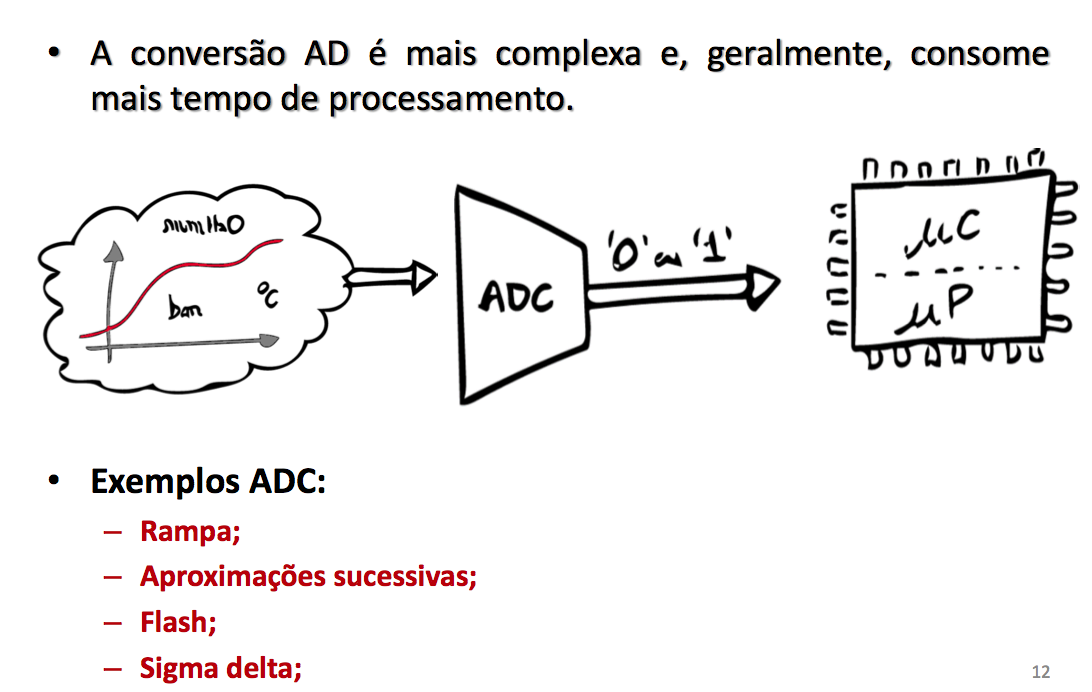 • A conversão AD é mais complexa e, geralmente, consome
mais tempo de processamento.
bar
°C
ADC
'0' ou '1'
µC
µP
• Exemplos ADC:
– Rampa;
– Aproximações sucessivas;
– Flash;
– Sigma delta;
12